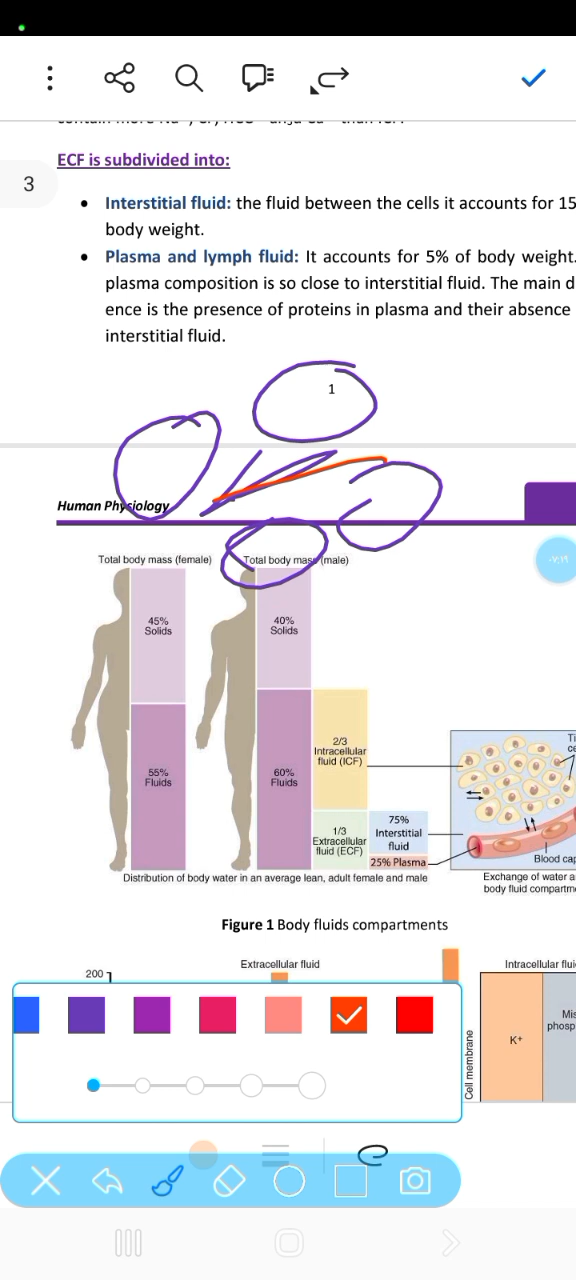 3
ECF is subdivided into:
• Interstitial fluid: the fluid between the cells it accounts for 15
body weight.
• Plasma and lymph fluid: It accounts for 5% of body weight.
plasma composition is so close to interstitial fluid. The main d
ence is the presence of proteins in plasma and their absence
interstitial fluid.
1
Human Physiology
-٧:١٩
Total body mass (female)
Total body mass (male)
45%
Solids
40%
Solids
55%
Fluids
60%
Fluids
2/3
Intracellular
fluid (ICF)
1/3
Extracellular
fluid (ECF)
75%
Interstitial
fluid
25% Plasma
Ti
ce
Blood cap
Distribution of body water in an average lean, adult female and male
Exchange of water a
body fluid compartm
Figure 1 Body fluids compartments
200
Extracellular fluid
Cell membrane
Intracellular flui
K+
Mis
phosp